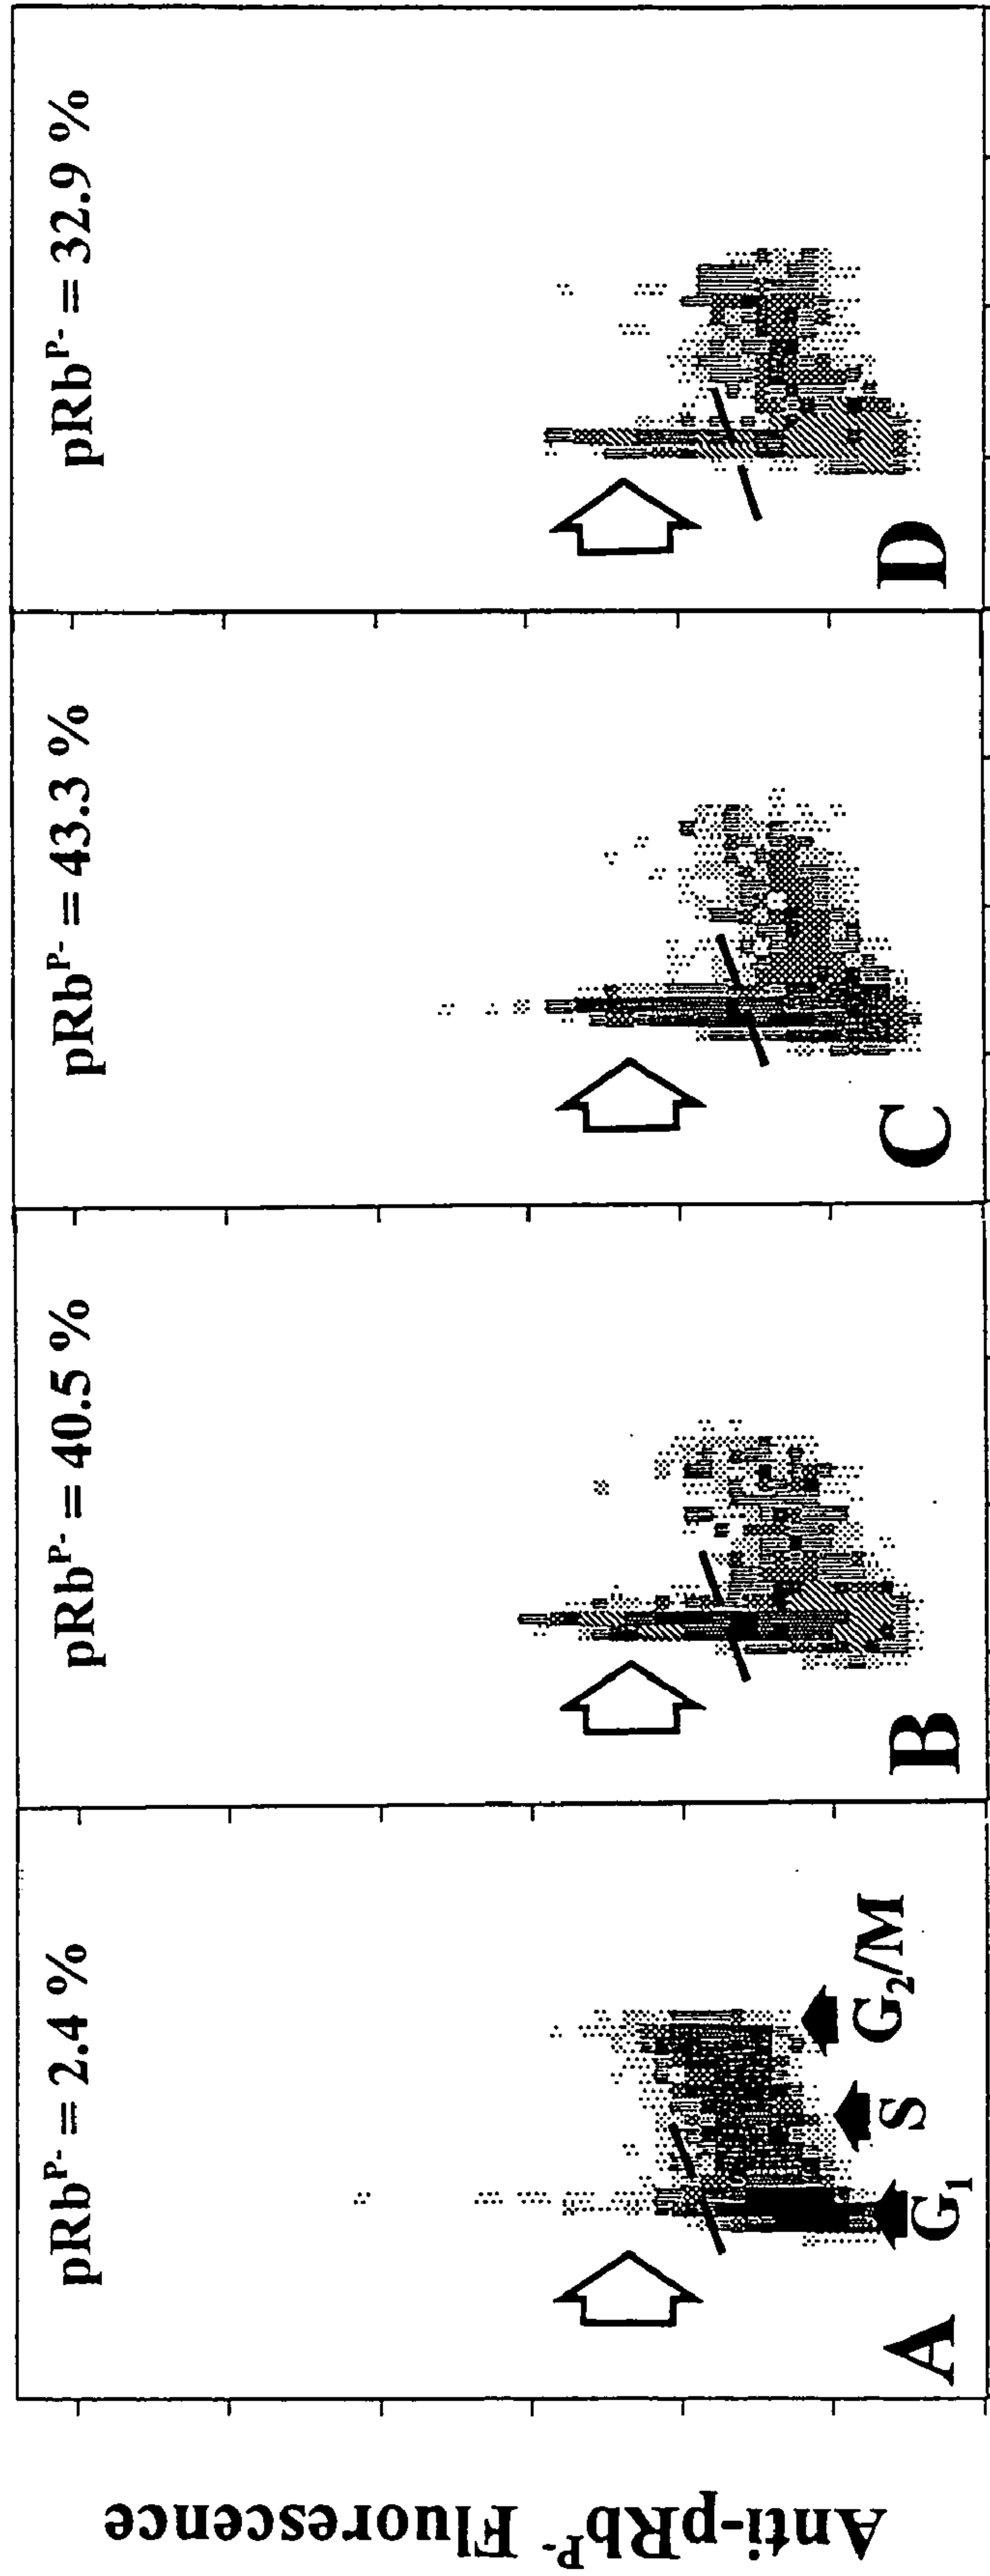 Anti-pRbP- Fluorescence
pRbP- = 2.4 %
A
G1
S
G2/M
pRbP- = 40.5 %
B
pRbP- = 43.3 %
C
pRbP- = 32.9 %
D